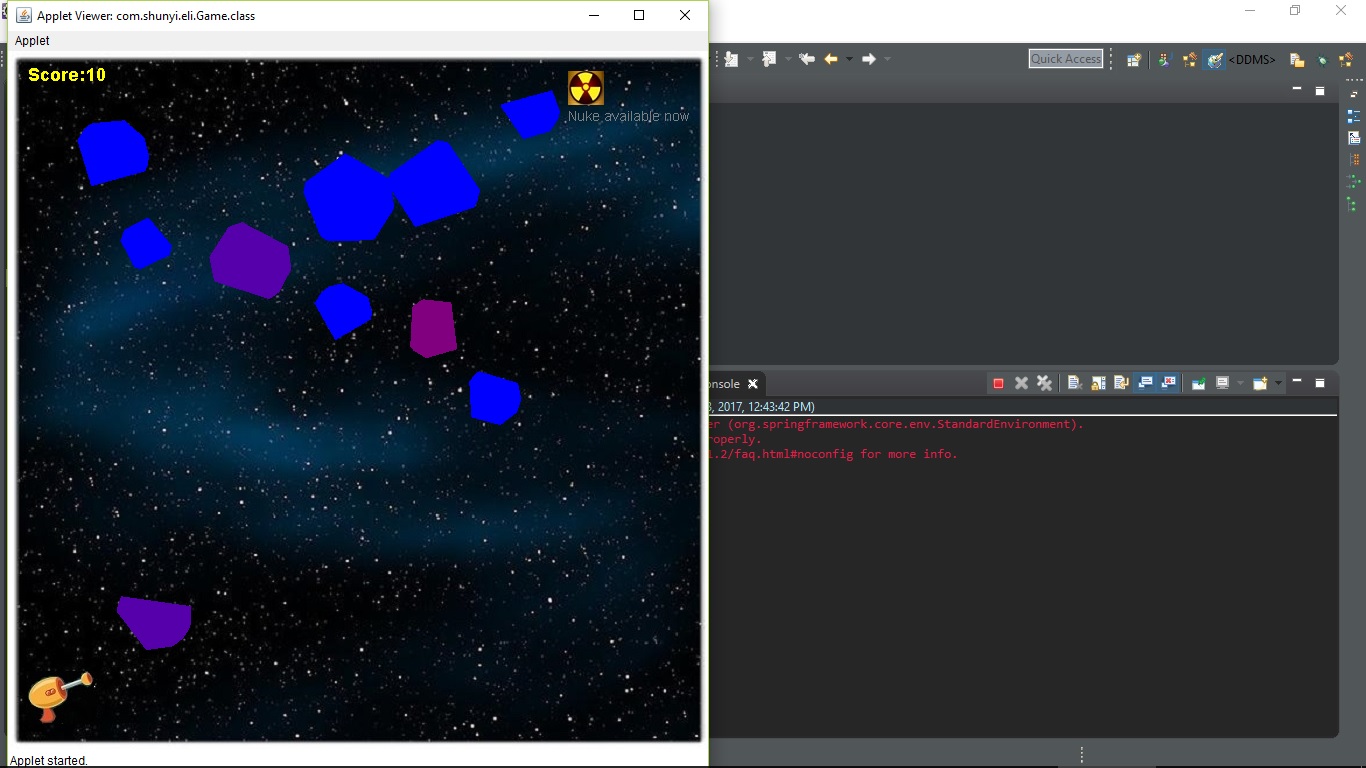 Applet Viewer: com.shunyi.eli.Game.class
Applet
Score:10
Nuke available now
Applet started.
Quick Access
<DDMS>
onsole
, 2017, 12:43:42 PM)
er (org.springframework.core.env.StandardEnvironment).
roperly.
1.2/faq.html#noconfig for more info.